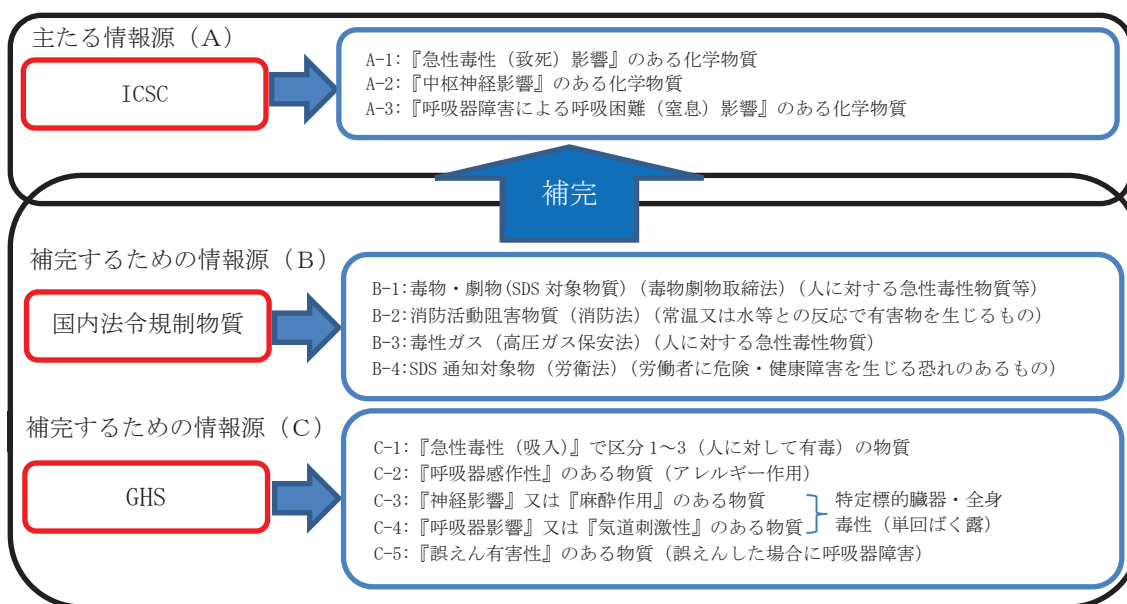 主たる情報源（A）
ICSC
A-1:『急性毒性（致死）影響』のある化学物質
A-2:『中枢神経影響』のある化学物質
A-3:『呼吸器障害による呼吸困難（窒息）影響』のある化学物質
補完
補完するための情報源（B）
国内法令規制物質
B-1:毒物・劇物(SDS 対象物質)（毒物劇物取締法）（人に対する急性毒性物質等）
B-2:消防活動阻害物質（消防法）（常温又は水等との反応で有害物を生じるもの）
B-3:毒性ガス（高圧ガス保安法）（人に対する急性毒性物質）
B-4:SDS 通知対象物（労衛法）（労働者に危険・健康障害を生じる恐れのあるもの）
補完するための情報源（C）
GHS
C-1:『急性毒性（吸入）』で区分 1～3（人に対して有毒）の物質
C-2:『呼吸器感作性』のある物質（アレルギー作用）
C-3:『神経影響』又は『麻酔作用』のある物質
C-4:『呼吸器影響』又は『気道刺激性』のある物質
特定標的臓器・全身
毒性（単回ばく露）
C-5:『誤えん有害性』のある物質（誤えんした場合に呼吸器障害）